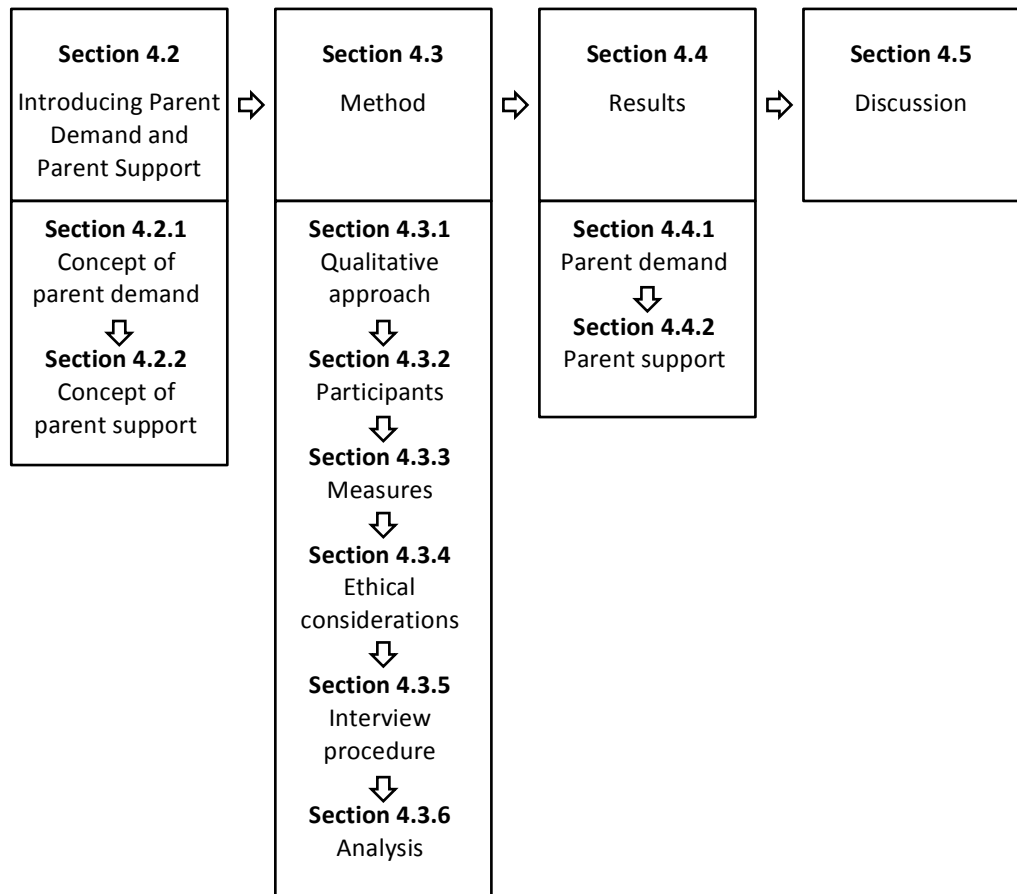 Section 4.2
Introducing Parent
Demand and
Parent Support
Section 4.2.1
Concept of
parent demand
Section 4.2.2
Concept of
parent support
Section 4.3
Method
Section 4.3.1
Qualitative
approach
Section 4.3.2
Participants
Section 4.3.3
Measures
Section 4.3.4
Ethical
considerations
Section 4.3.5
Interview
procedure
Section 4.3.6
Analysis
Section 4.4
Results
Section 4.4.1
Parent demand
Section 4.4.2
Parent support
Section 4.5
Discussion